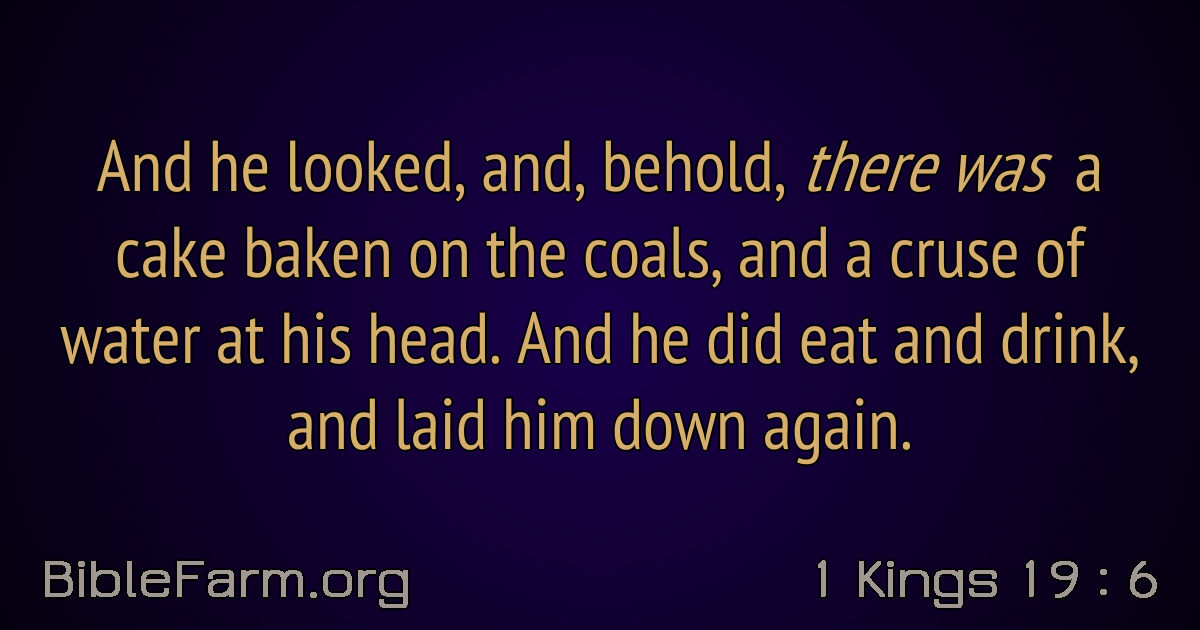 And he looked, and, behold, there was a
cake baken on the coals, and a cruse of
water at his head. And he did eat and drink,
and laid him down again.
BibleFarm.org
1 Kings 19 : 6